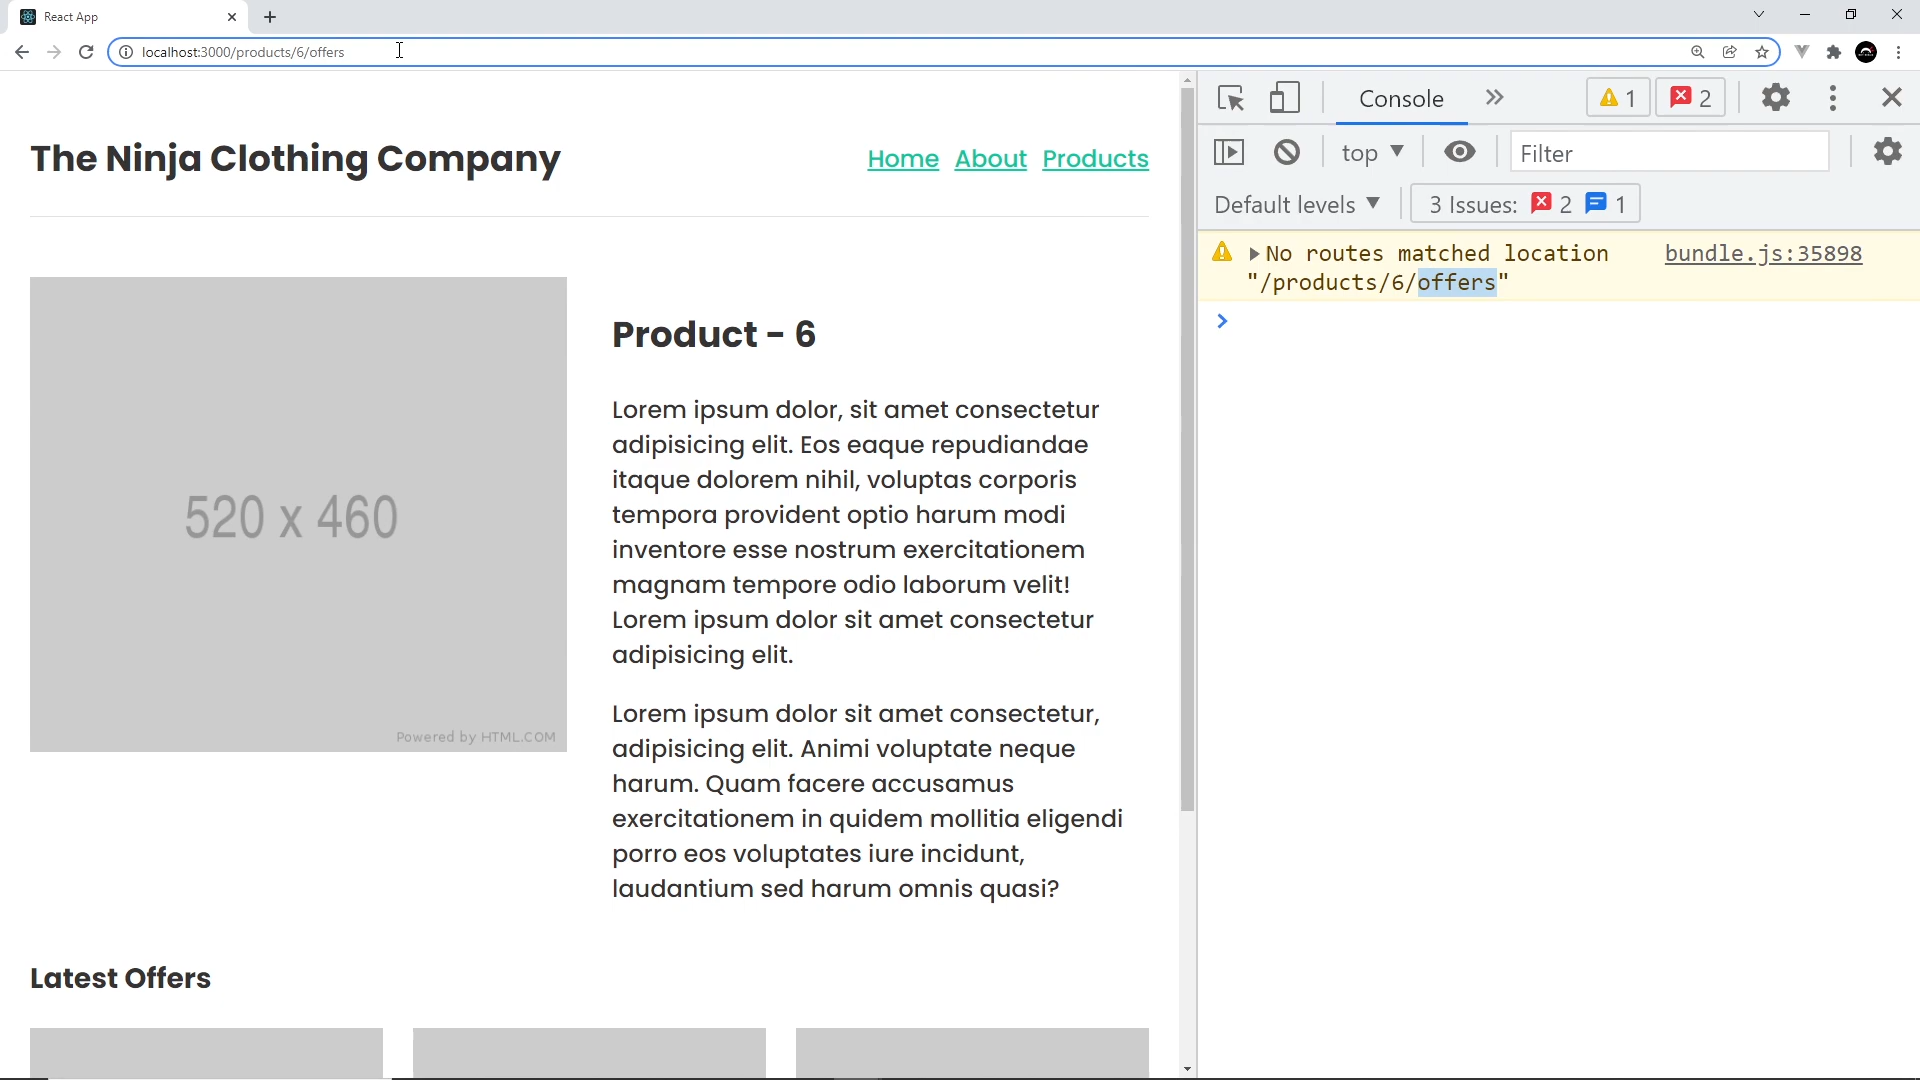 React App
localhost:3000/products/6/offers
The Ninja Clothing Company
Home About Products
520 x 460
Powered by HTML.COM
Product - 6
Lorem ipsum dolor, sit amet consectetur
adipisicing elit. Eos eaque repudiandae
itaque dolorem nihil, voluptas corporis
tempora provident optio harum modi
inventore esse nostrum exercitationem
magnam tempore odio laborum velit!
Lorem ipsum dolor sit amet consectetur
adipisicing elit.
Lorem ipsum dolor sit amet consectetur,
adipisicing elit. Animi voluptate neque
harum. Quam facere accusamus
exercitationem in quidem mollitia eligendi
porro eos voluptates iure incidunt,
laudantium sed harum omnis quasi?
Latest Offers
Console 1 2
top Filter
Default levels 3 Issues: 2 1
No routes matched location bundle.js:35898
"/products/6/offers"